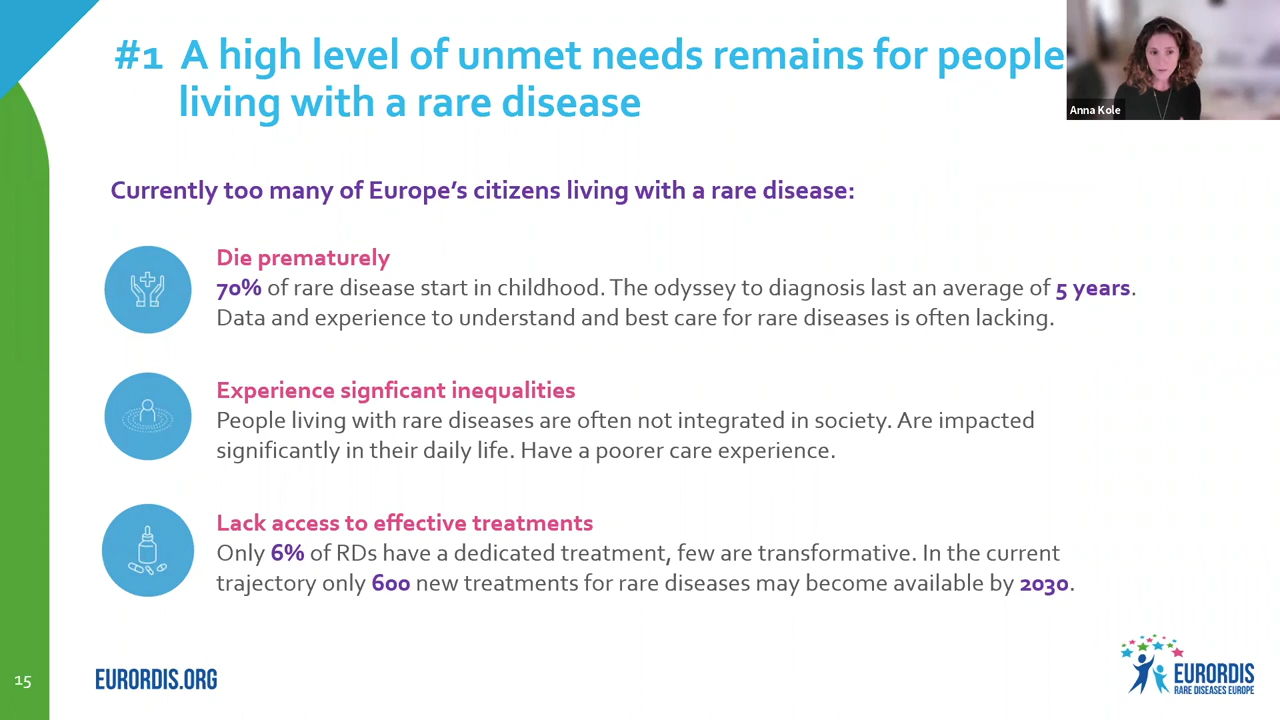 #1 A high level of unmet needs remains for people
living with a rare disease
Anna Kole
Currently too many of Europe's citizens living with a rare disease:
Die prematurely
70% of rare disease start in childhood. The odyssey to diagnosis last an average of 5 years.
Data and experience to understand and best care for rare diseases is often lacking.
Experience signficant inequalities
People living with rare diseases are often not integrated in society. Are impacted
significantly in their daily life. Have a poorer care experience.
Lack access to effective treatments
Only 6% of RDs have a dedicated treatment, few are transformative. In the current
trajectory only 600 new treatments for rare diseases may become available by 2030.
15
EURORDIS.ORG
EURORDIS
RARE DISEASES EUROPE